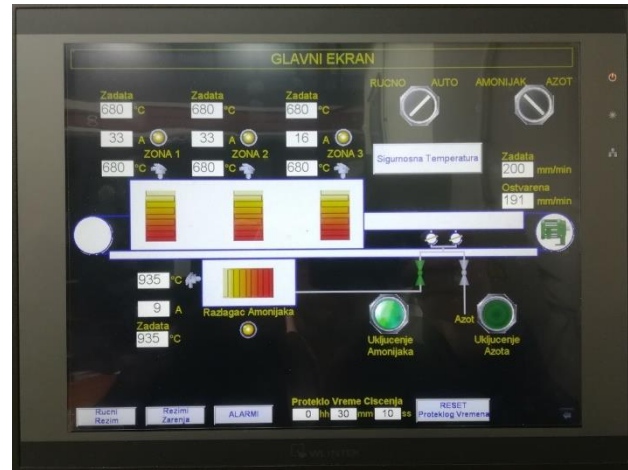 GLAVNI EKRAN
RUCNO AUTO AMONIJAK AZOT
Zadata Zadata Zadata
680 °C 680 °C 680 °C
33 A 33 A 16 A
ZONA 1 ZONA 2 ZONA 3
680 °C 680 °C 680 °C
Sigurnosna Temperatura
Zadata
200 mm/min
Ostvarena
191 mm/min
935 °C
9 A
Zadata
935 °C
Razlagac Amonijaka
Azot
Ukljucenje
Amonijaka
Ukljucenje
Azota
Proteklo Vreme Ciscenja
0 hh 30 mm 10 ss
RESET
Proteklog Vremena
Rucni
Rezim
Rezimi
Zarenja
ALARMI